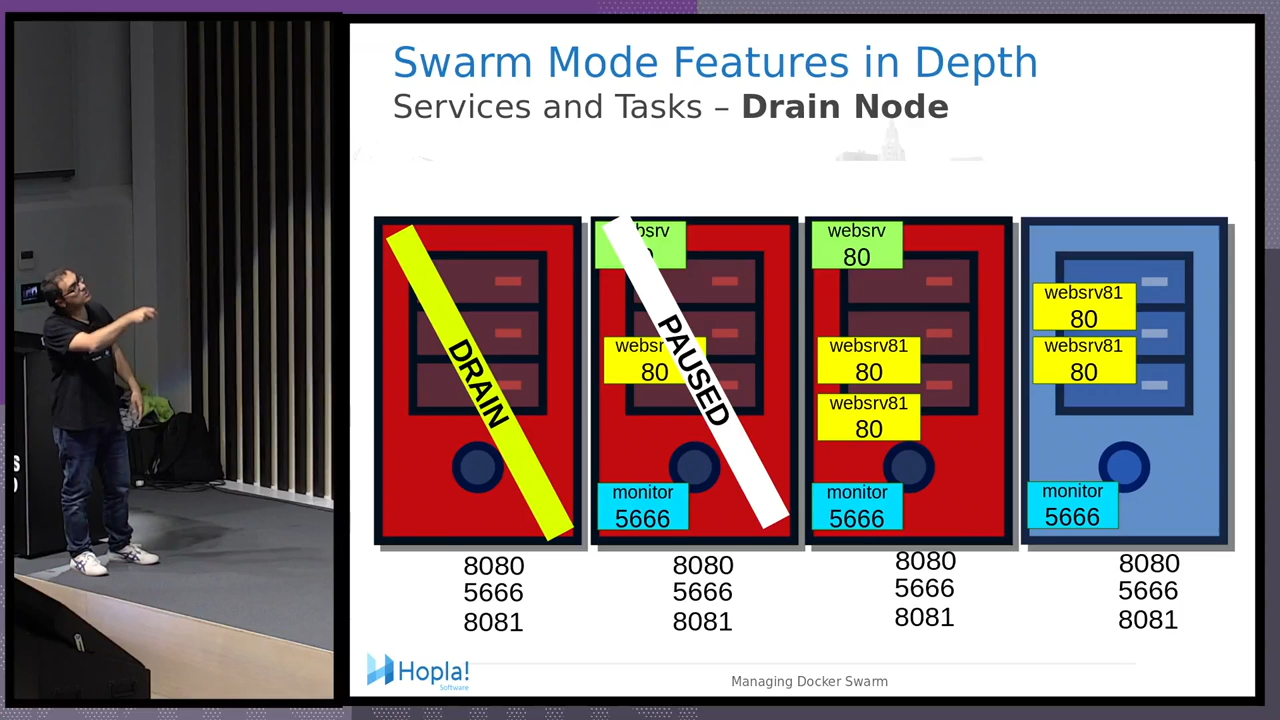 Swarm Mode Features in Depth
Services and Tasks – Drain Node
DRAIN
PAUSED
80
monitor
5666
websrv
80
websrv81
80
websrv81
80
monitor
5666
websrv81
80
websrv81
80
monitor
5666
8080
5666
8081
8080
5666
8081
8080
5666
8081
8080
5666
8081
Hopla!
Software
Managing Docker Swarm